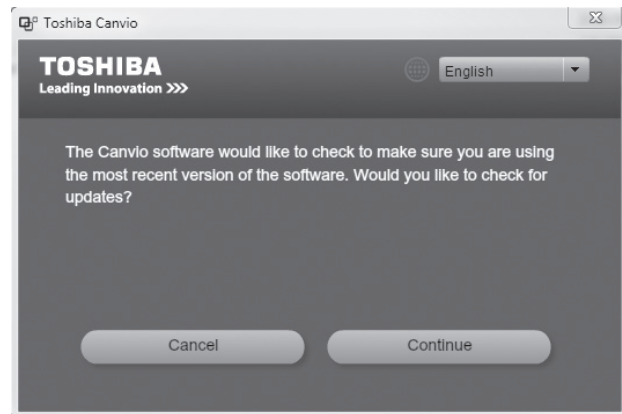 Toshiba Canvio
TOSHIBA
Leading Innovation >>>
English
The Canvio software would like to check to make sure you are using
the most recent version of the software. Would you like to check for
updates?
Cancel
Continue